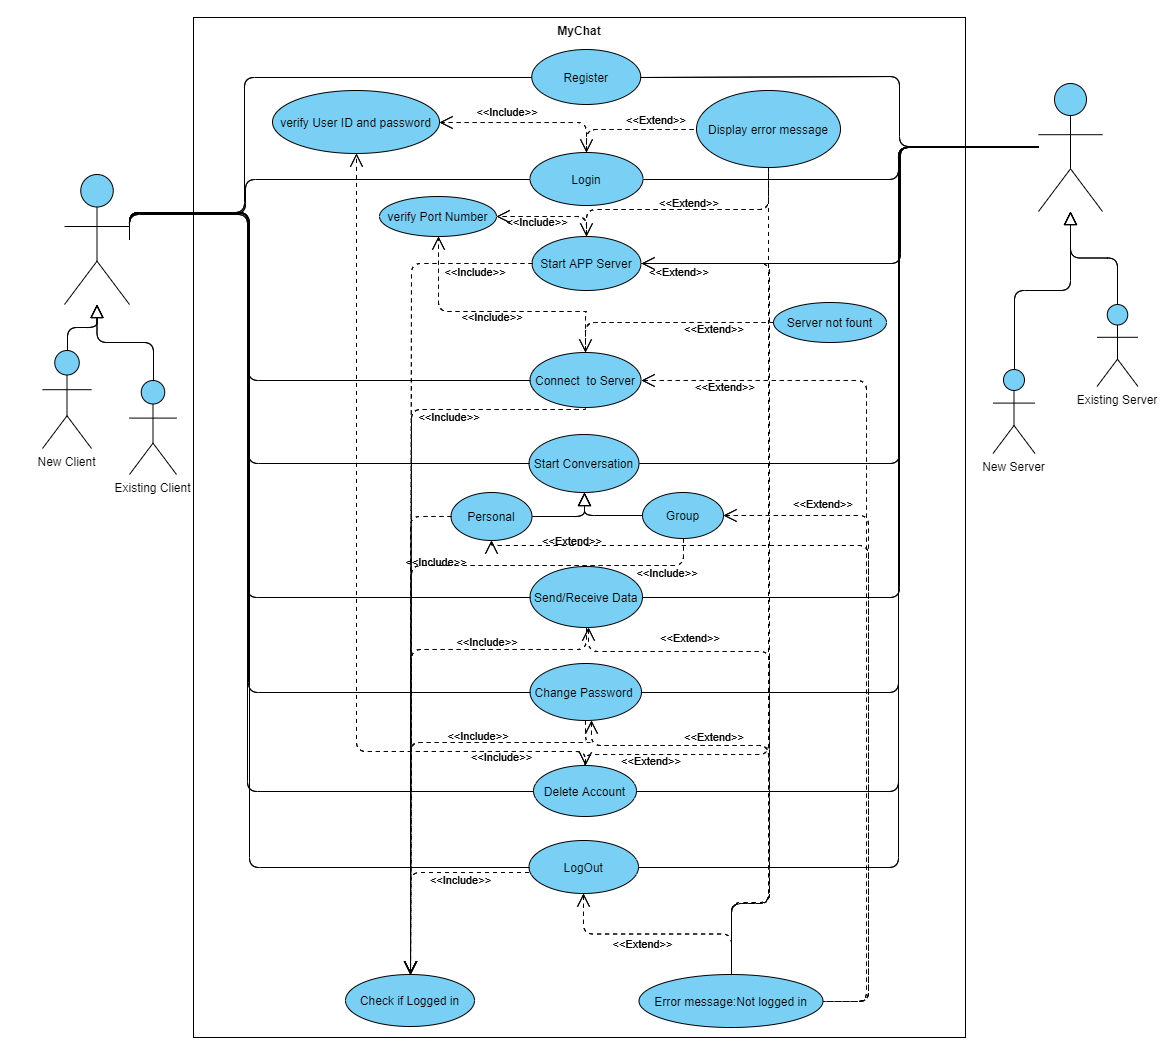 MyChat
Register
verify User ID and password
<<Include>>
<<Extend>>
Display error message
Login
verify Port Number
<<Include>>
<<Extend>>
Start APP Server
<<Include>>
<<Extend>>
<<Include>>
<<Extend>>
Server not fount
Connect to Server
<<Extend>>
<<Include>>
Start Conversation
Personal
Group
<<Extend>>
<<Extend>>
<<Include>>
<<Include>>
Send/Receive Data
<<Include>>
<<Extend>>
Change Password
<<Include>>
<<Extend>>
<<Include>>
<<Extend>>
Delete Account
LogOut
<<Include>>
<<Extend>>
Check if Logged in
Error message:Not logged in
New Client
Existing Client
Existing Server
New Server